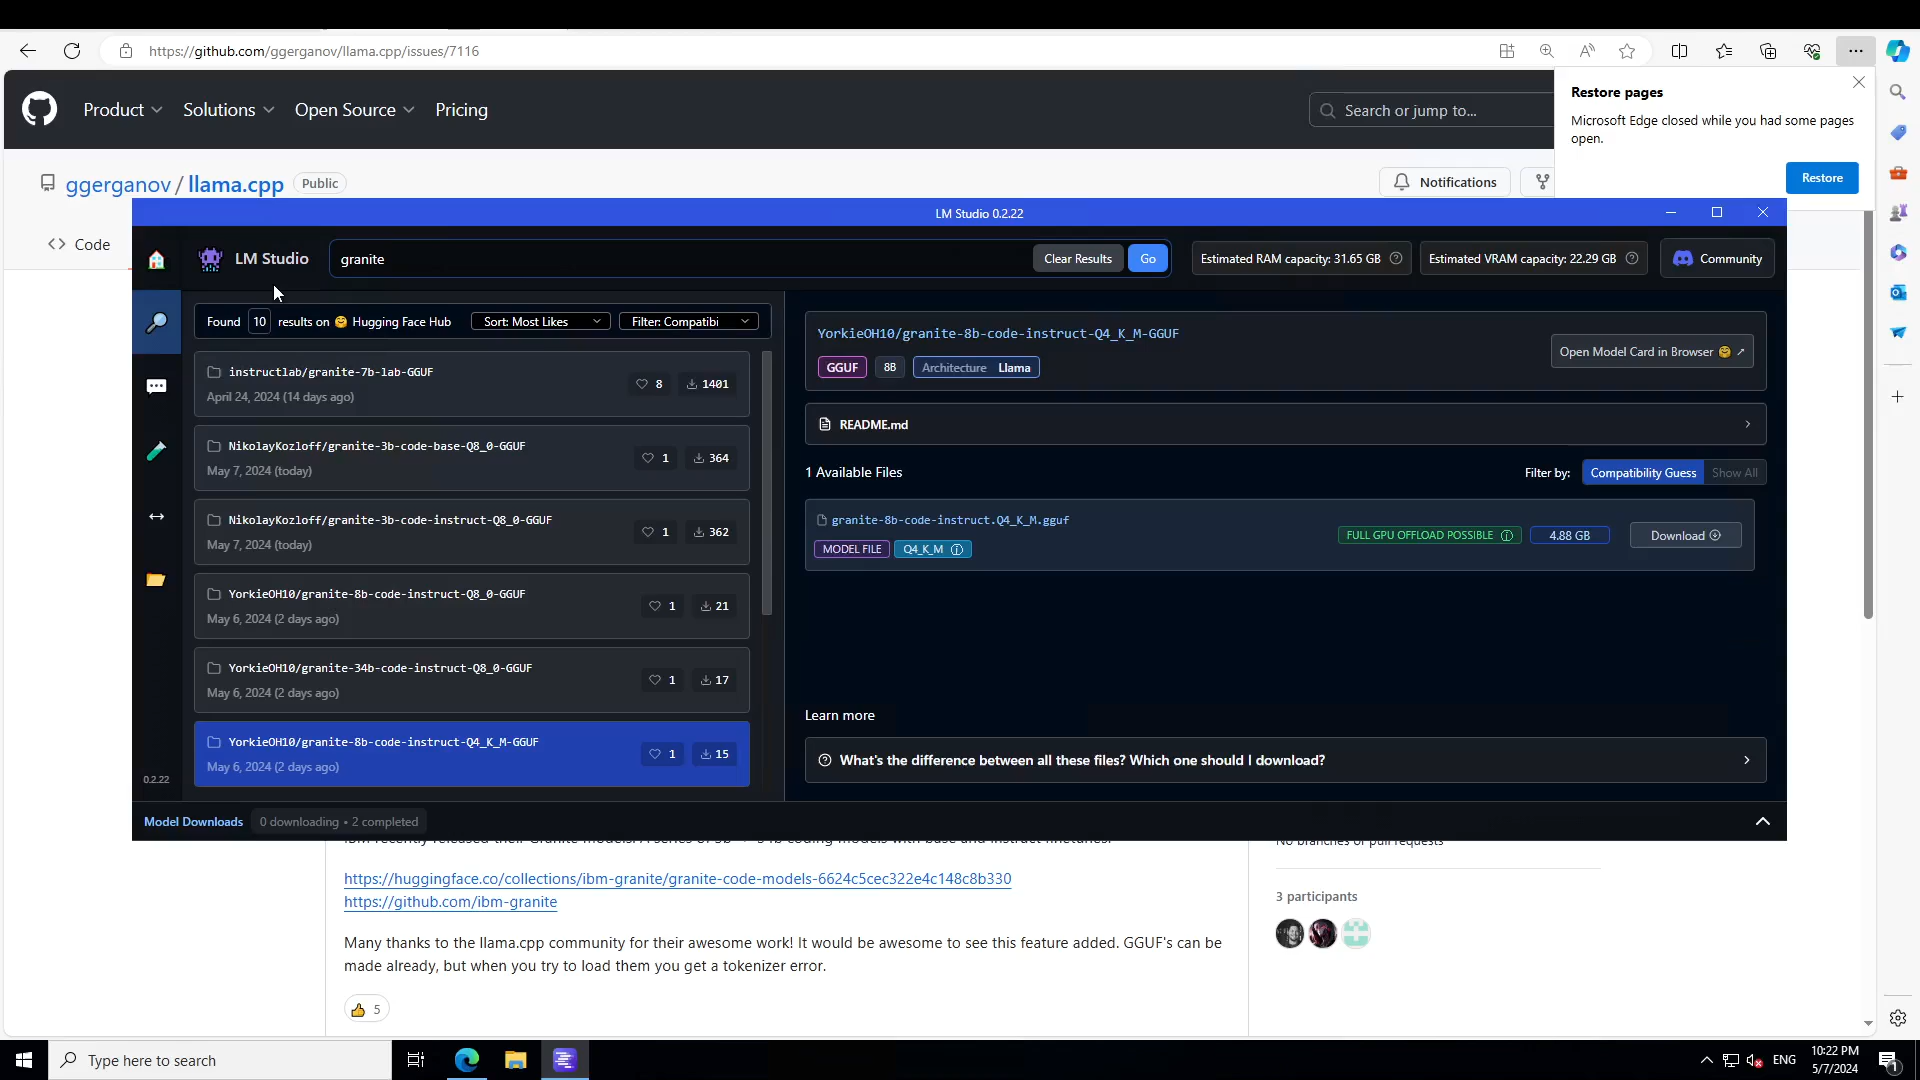 https://github.com/ggerganov/llama.cpp/issues/7116
Restore pages
Microsoft Edge closed while you had some pages
open.
Restore
Product
Solutions
Open Source
Pricing
Search or jump to...
ggerganov / llama.cpp
Public
Notifications
Code
LM Studio 0.2.22
LM Studio
granite
Clear Results
Go
Estimated RAM capacity: 31.65 GB
Estimated VRAM capacity: 22.29 GB
Community
Found 10 results on 🤗 Hugging Face Hub
Sort: Most Likes
Filter: Compatibi
instructlab/granite-7b-lab-GGUF
April 24, 2024 (14 days ago)
8
1401
NikolayKozloff/granite-3b-code-base-Q8_0-GGUF
May 7, 2024 (today)
1
364
NikolayKozloff/granite-3b-code-instruct-Q8_0-GGUF
May 7, 2024 (today)
1
362
YorkieOH10/granite-8b-code-instruct-Q8_0-GGUF
May 6, 2024 (2 days ago)
1
21
YorkieOH10/granite-34b-code-instruct-Q8_0-GGUF
May 6, 2024 (2 days ago)
1
17
YorkieOH10/granite-8b-code-instruct-Q4_K_M-GGUF
May 6, 2024 (2 days ago)
1
15
0.2.22
YorkieOH10/granite-8b-code-instruct-Q4_K_M-GGUF
GGUF
8B
Architecture Llama
Open Model Card in Browser 🤗 ↗
README.md
1 Available Files
Filter by:
Compatibility Guess
Show All
granite-8b-code-instruct.Q4_K_M.gguf
MODEL FILE
Q4_K_M
FULL GPU OFFLOAD POSSIBLE
4.88 GB
Download
Learn more
What's the difference between all these files? Which one should I download?
Model Downloads
0 downloading • 2 completed
No branches or pull requests
https://huggingface.co/collections/ibm-granite/granite-code-models-6624c5cec322e4c148c8b330
https://github.com/ibm-granite
Many thanks to the llama.cpp community for their awesome work! It would be awesome to see this feature added. GGUF's can be
made already, but when you try to load them you get a tokenizer error.
👍 5
3 participants
Type here to search
ENG
10:22 PM
5/7/2024
1